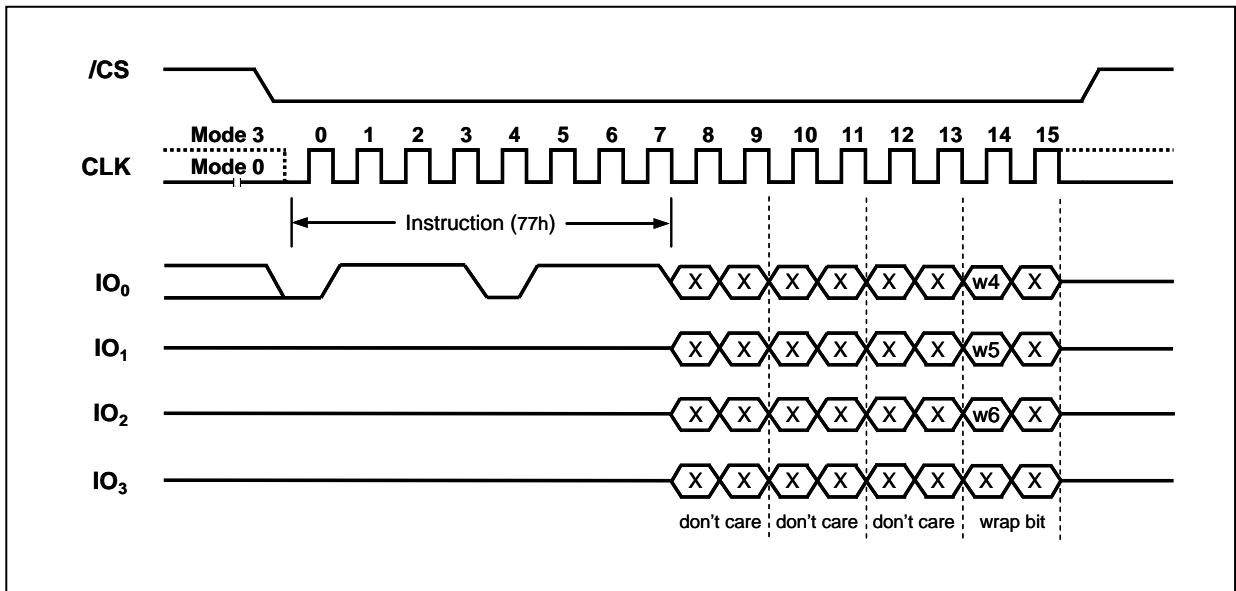 /CS
Mode 3 0 1 2 3 4 5 6 7 8 9 10 11 12 13 14 15
CLK Mode 0
Instruction (77h)
IO₀ X X X X X X w4 X
IO₁ X X X X X X w5 X
IO₂ X X X X X X w6 X
IO₃ X X X X X X X X
don't care don't care don't care wrap bit